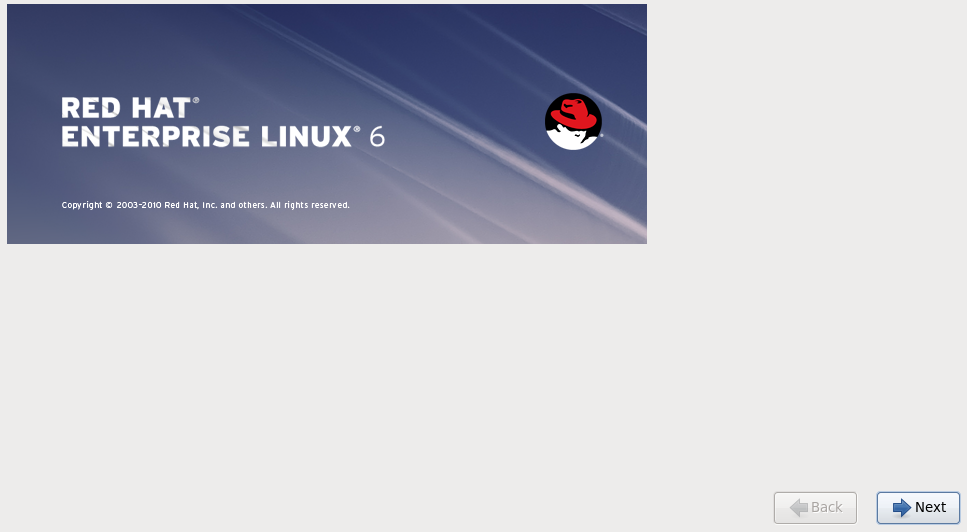 RED HAT®
ENTERPRISE LINUX® 6
Copyright © 2003-2010 Red Hat, Inc. and others. All rights reserved.
Back
Next